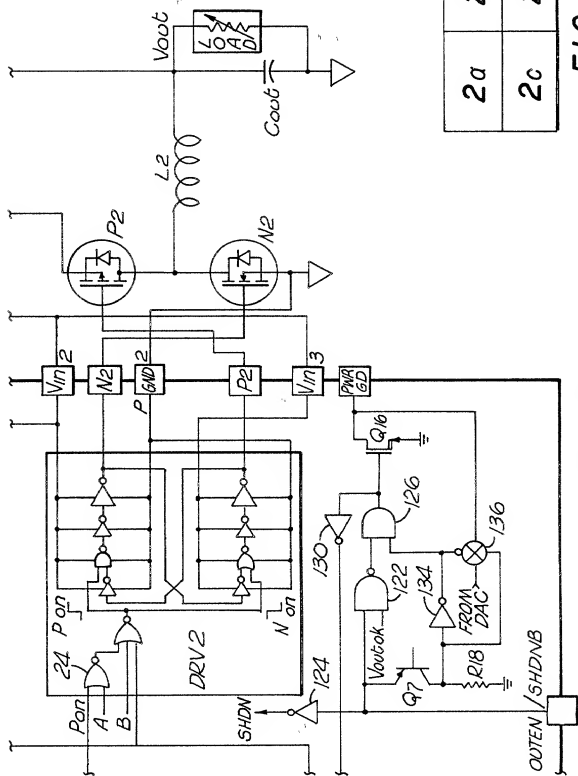 Vout
LOAD
Cout
L2
P2
N2
Vin 2
N2
P GND 2
P2
Vin 3
PWR GD
P on
24
Pon
A
B
DRV2
N on
SHDN
124
130
Q16
126
122
Voutok
134
136
FROM DAC
Q7
R18
OUTEN/SHDNB
2a
2c